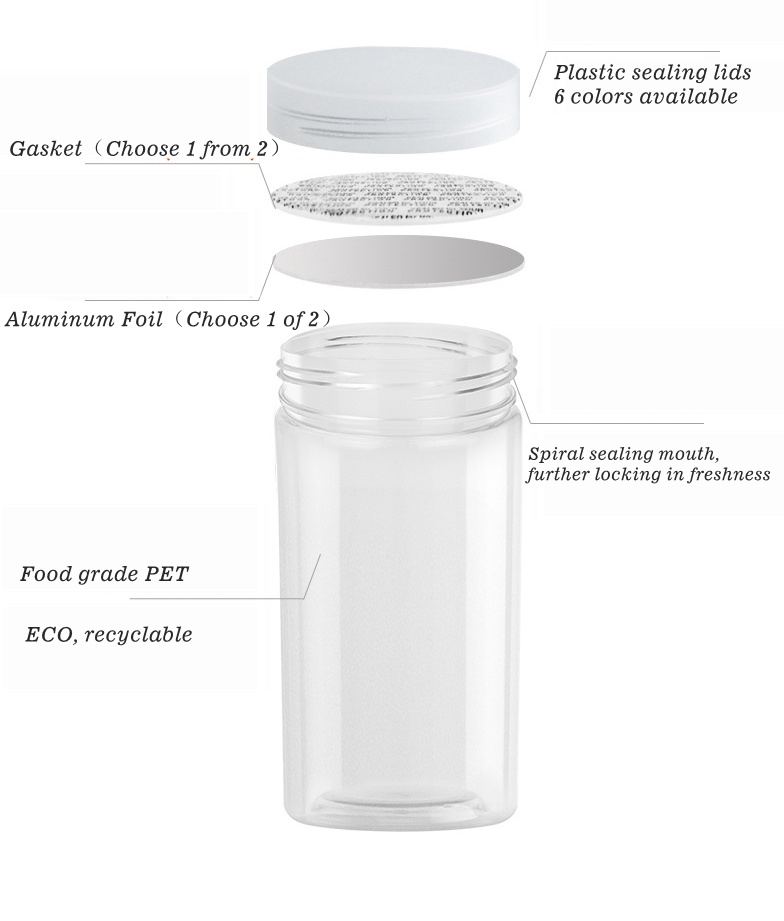 Plastic sealing lids
6 colors available
Gasket（Choose 1 from 2）
Aluminum Foil（Choose 1 of 2）
Spiral sealing mouth,
further locking in freshness
Food grade PET
ECO, recyclable